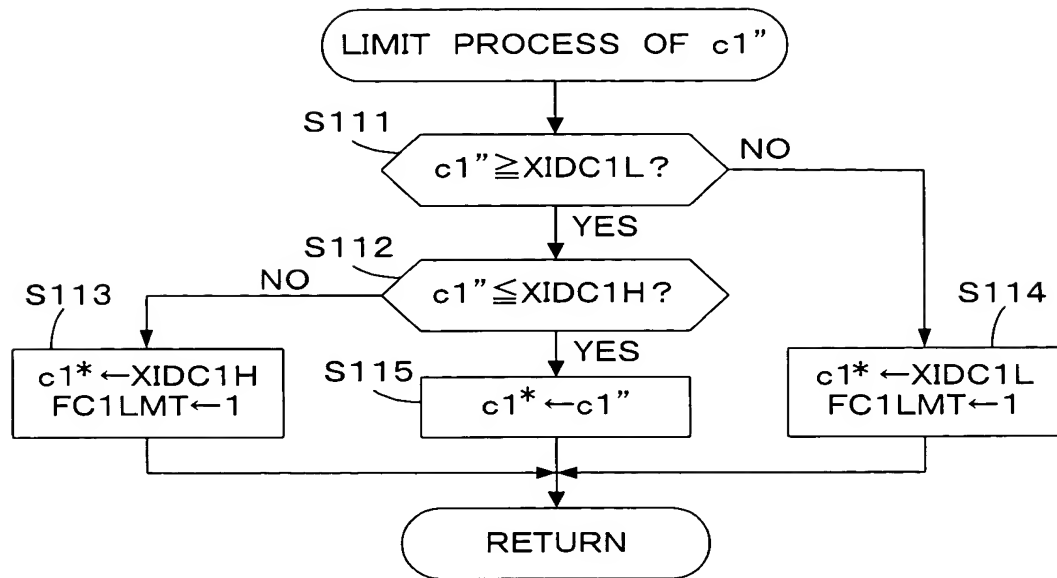 LIMIT PROCESS OF c1”
S111
c1”≧XIDC1L?
NO
YES
S112
c1”≦XIDC1H?
NO
S113
S114
YES
c1*←XIDC1H
FC1LMT←1
S115
c1*←c1”
c1*←XIDC1L
FC1LMT←1
RETURN